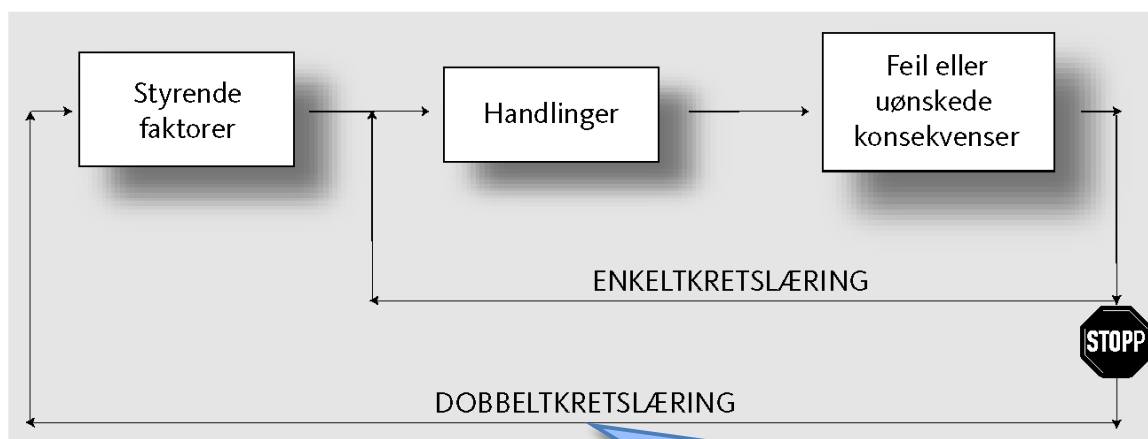 Styrende
faktorer
Handlinger
Feil eller
uønskede
konsekvenser
ENKELTKRETSLÆRING
STOPP
DOBBELTKRETSLÆRING